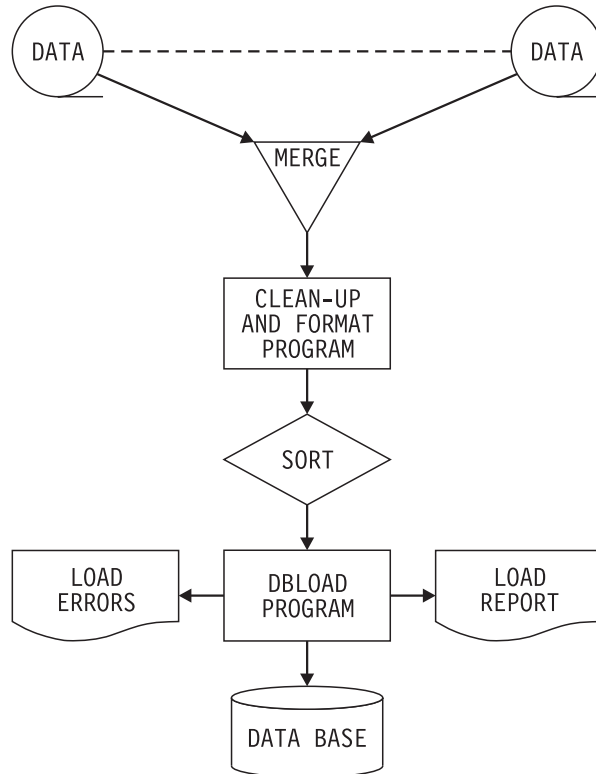 DATA
DATA
MERGE
CLEAN-UP
AND FORMAT
PROGRAM
SORT
LOAD
ERRORS
DBLOAD
PROGRAM
LOAD
REPORT
DATA BASE